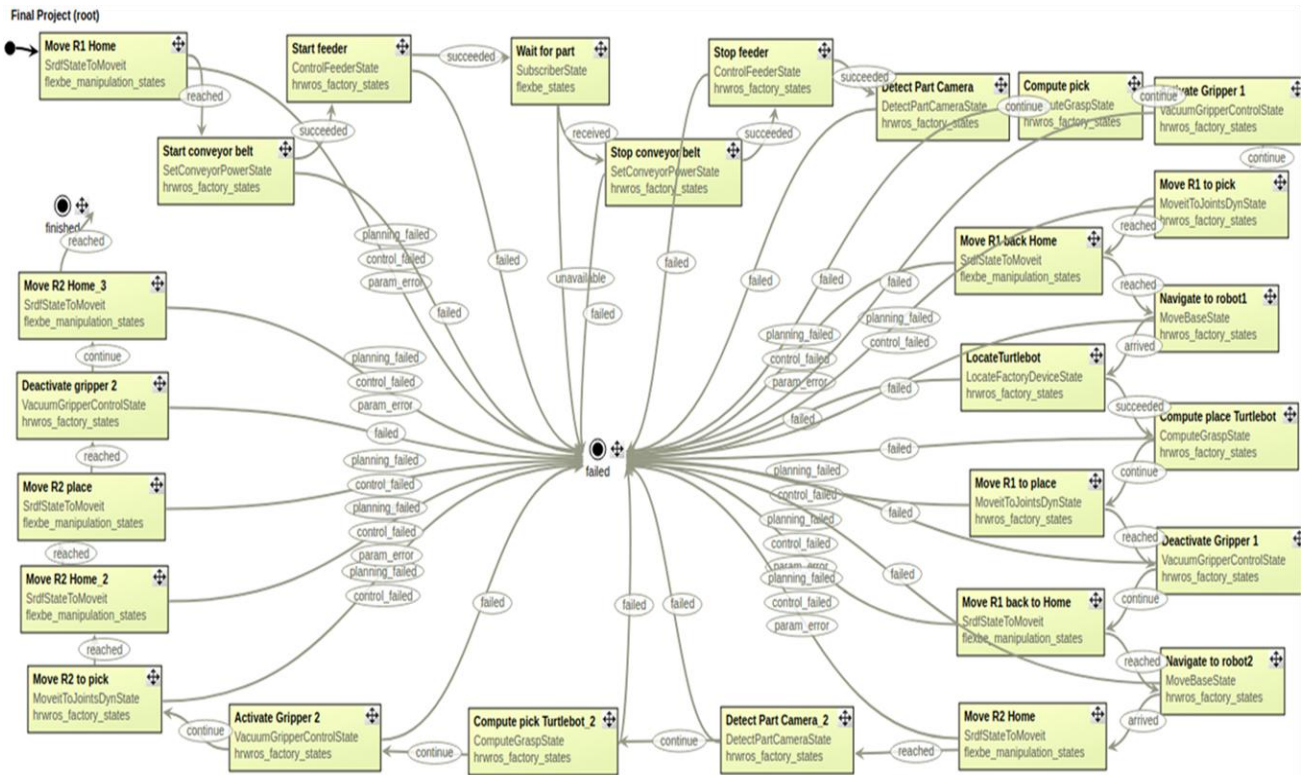 Final Project (root)
Move R1 Home
SrdfStateToMoveit
flexbe_manipulation_states
reached
Start conveyor belt
SetConveyorPowerState
hrwros_factory_states
succeeded
Start feeder
ControlFeederState
hrwros_factory_states
succeeded
Wait for part
SubscriberState
flexbe_states
received
Stop conveyor belt
SetConveyorPowerState
hrwros_factory_states
succeeded
Stop feeder
ControlFeederState
hrwros_factory_states
succeeded
Detect Part Camera
DetectPartCameraState
hrwros_factory_states
continue
Compute pick
hrwros_factory_states
continue
Gripper 1
VacuumGripperControlState
hrwros_factory_states
continue
Move R1 to pick
MoveitToJointsDynState
hrwros_factory_states
reached
Move R1 back Home
SrdfStateToMoveit
flexbe_manipulation_states
reached
Navigate to robot1
MoveBaseState
hrwros_factory_states
arrived
LocateTurtlebot
LocateFactoryDeviceState
hrwros_factory_states
succeeded
Compute place Turtlebot
ComputeGraspState
hrwros_factory_states
continue
Move R1 to place
MoveitToJointsDynState
hrwros_factory_states
reached
Deactivate Gripper 1
VacuumGripperControlState
hrwros_factory_states
continue
Move R1 back to Home
SrdfStateToMoveit
flexbe_manipulation_states
reached
Navigate to robot2
MoveBaseState
hrwros_factory_states
arrived
Move R2 Home
SrdfStateToMoveit
flexbe_manipulation_states
reached
Detect Part Camera_2
DetectPartCameraState
hrwros_factory_states
continue
Compute pick Turtlebot_2
ComputeGraspState
hrwros_factory_states
continue
Activate Gripper 2
VacuumGripperControlState
hrwros_factory_states
continue
Move R2 to pick
MoveitToJointsDynState
hrwros_factory_states
reached
Move R2 Home_2
SrdfStateToMoveit
flexbe_manipulation_states
reached
Move R2 place
SrdfStateToMoveit
flexbe_manipulation_states
reached
Deactivate gripper 2
VacuumGripperControlState
hrwros_factory_states
continue
Move R2 Home_3
SrdfStateToMoveit
flexbe_manipulation_states
reached
finished
planning_failed
control_failed
param_error
failed
failed
unavailable
failed
failed
failed
failed
failed
planning_failed
control_failed
planning_failed
control_failed
param_error
failed
failed
failed
planning_failed
control_failed
failed
planning_failed
control_failed
param_error
planning_failed
control_failed
param_error
failed
failed
failed
failed
planning_failed
control_failed
param_error
failed
planning_failed
control_failed
planning_failed
control_failed
param_error
planning_failed
control_failed
failed